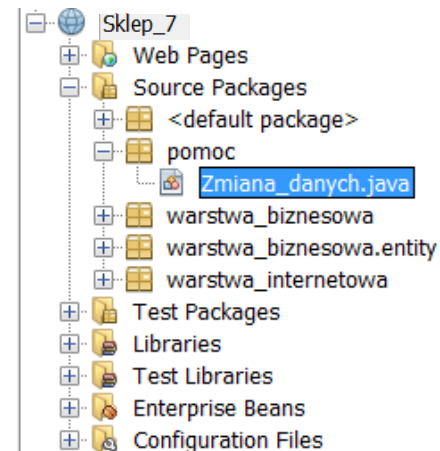 Sklep_7
Web Pages
Source Packages
<default package>
pomoc
Zmiana_danych.java
warstwa_biznesowa
warstwa_biznesowa.entity
warstwa_internetowa
Test Packages
Libraries
Test Libraries
Enterprise Beans
Configuration Files